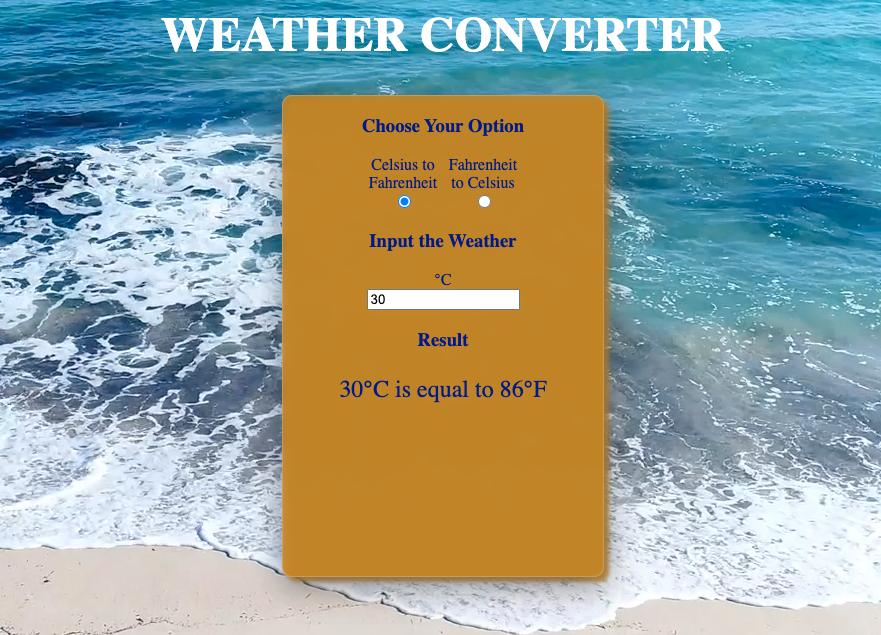 WEATHER CONVERTER
Choose Your Option
Celsius to Fahrenheit
Fahrenheit to Celsius
Input the Weather
°C
30
Result
30°C is equal to 86°F